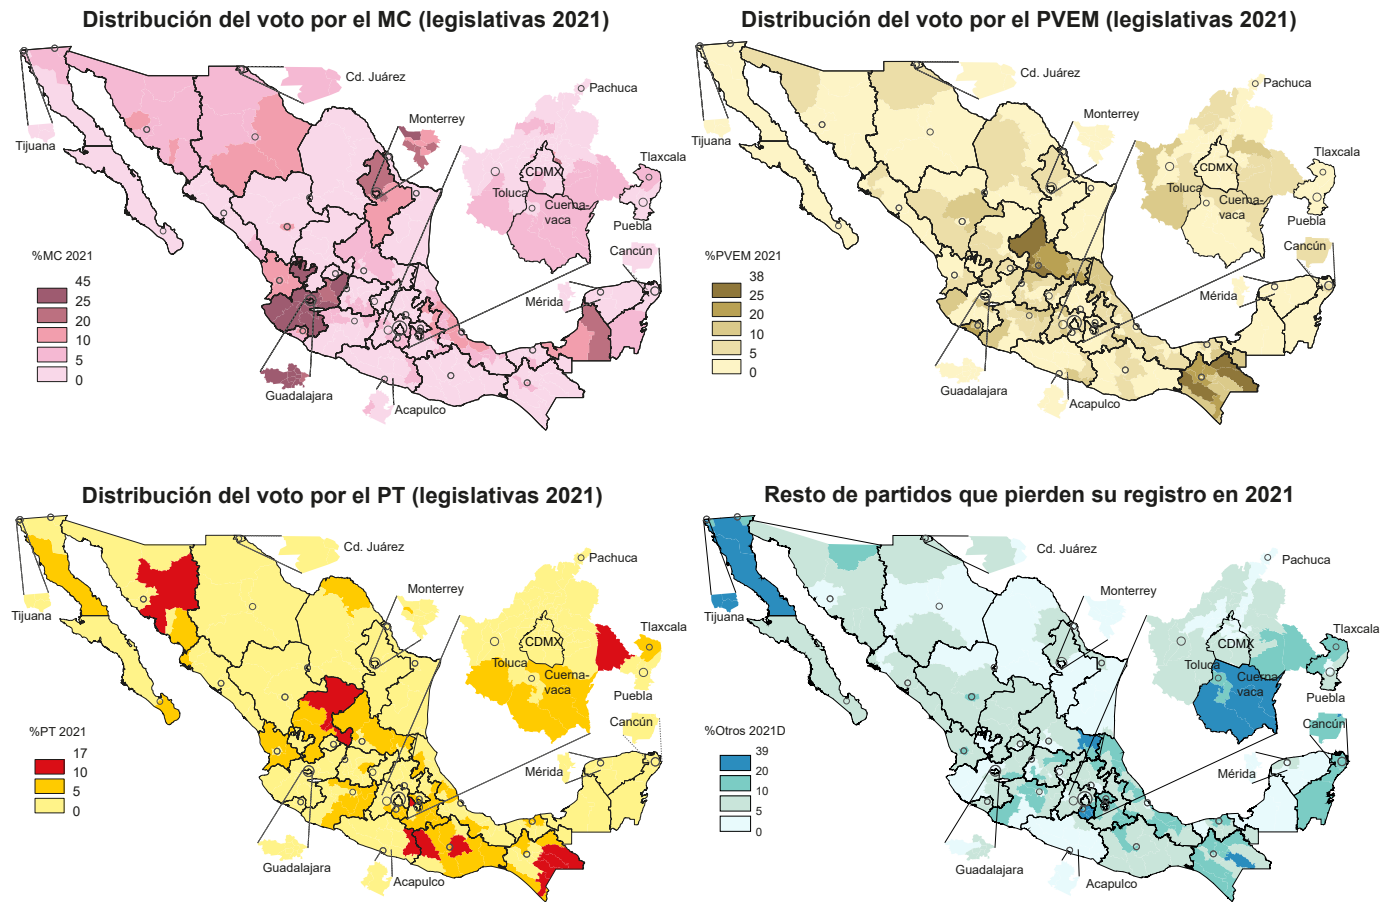 Distribución del voto por el MC (legislativas 2021)
Cd. Juárez
Pachuca
Monterrey
Tijuana
Tlaxcala
CDMX
Toluca
Cuerna-
vaca
Puebla
Cancún
Mérida
%MC 2021
45
25
20
10
5
0
Guadalajara
Acapulco
Distribución del voto por el PVEM (legislativas 2021)
Cd. Juárez
Pachuca
Monterrey
Tijuana
Tlaxcala
CDMX
Toluca
Cuerna-
vaca
Puebla
Cancún
Mérida
%PVEM 2021
38
25
20
10
5
0
Guadalajara
Acapulco
Distribución del voto por el PT (legislativas 2021)
Cd. Juárez
Pachuca
Monterrey
Tijuana
Tlaxcala
CDMX
Toluca
Cuerna-
vaca
Puebla
Cancún
Mérida
%PT 2021
17
10
5
0
Guadalajara
Acapulco
Resto de partidos que pierden su registro en 2021
Cd. Juárez
Pachuca
Monterrey
Tijuana
Tlaxcala
CDMX
Toluca
Cuerna-
vaca
Puebla
Cancún
Mérida
%Otros 2021D
39
20
10
5
0
Guadalajara
Acapulco